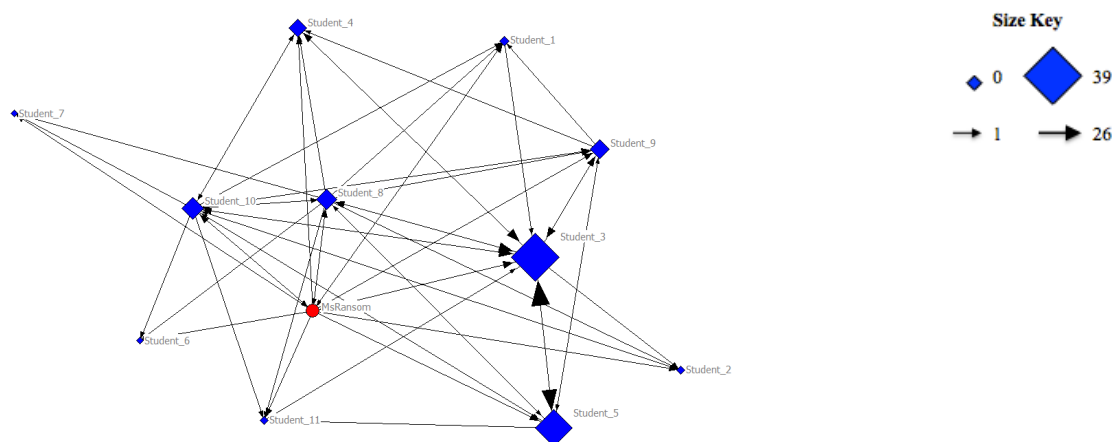 Student_4
Student_1
Student_7
Student_9
Student_10
Student_8
Student_3
MsRansom
Student_6
Student_2
Student_11
Student_5
Size Key
0 39
1 26